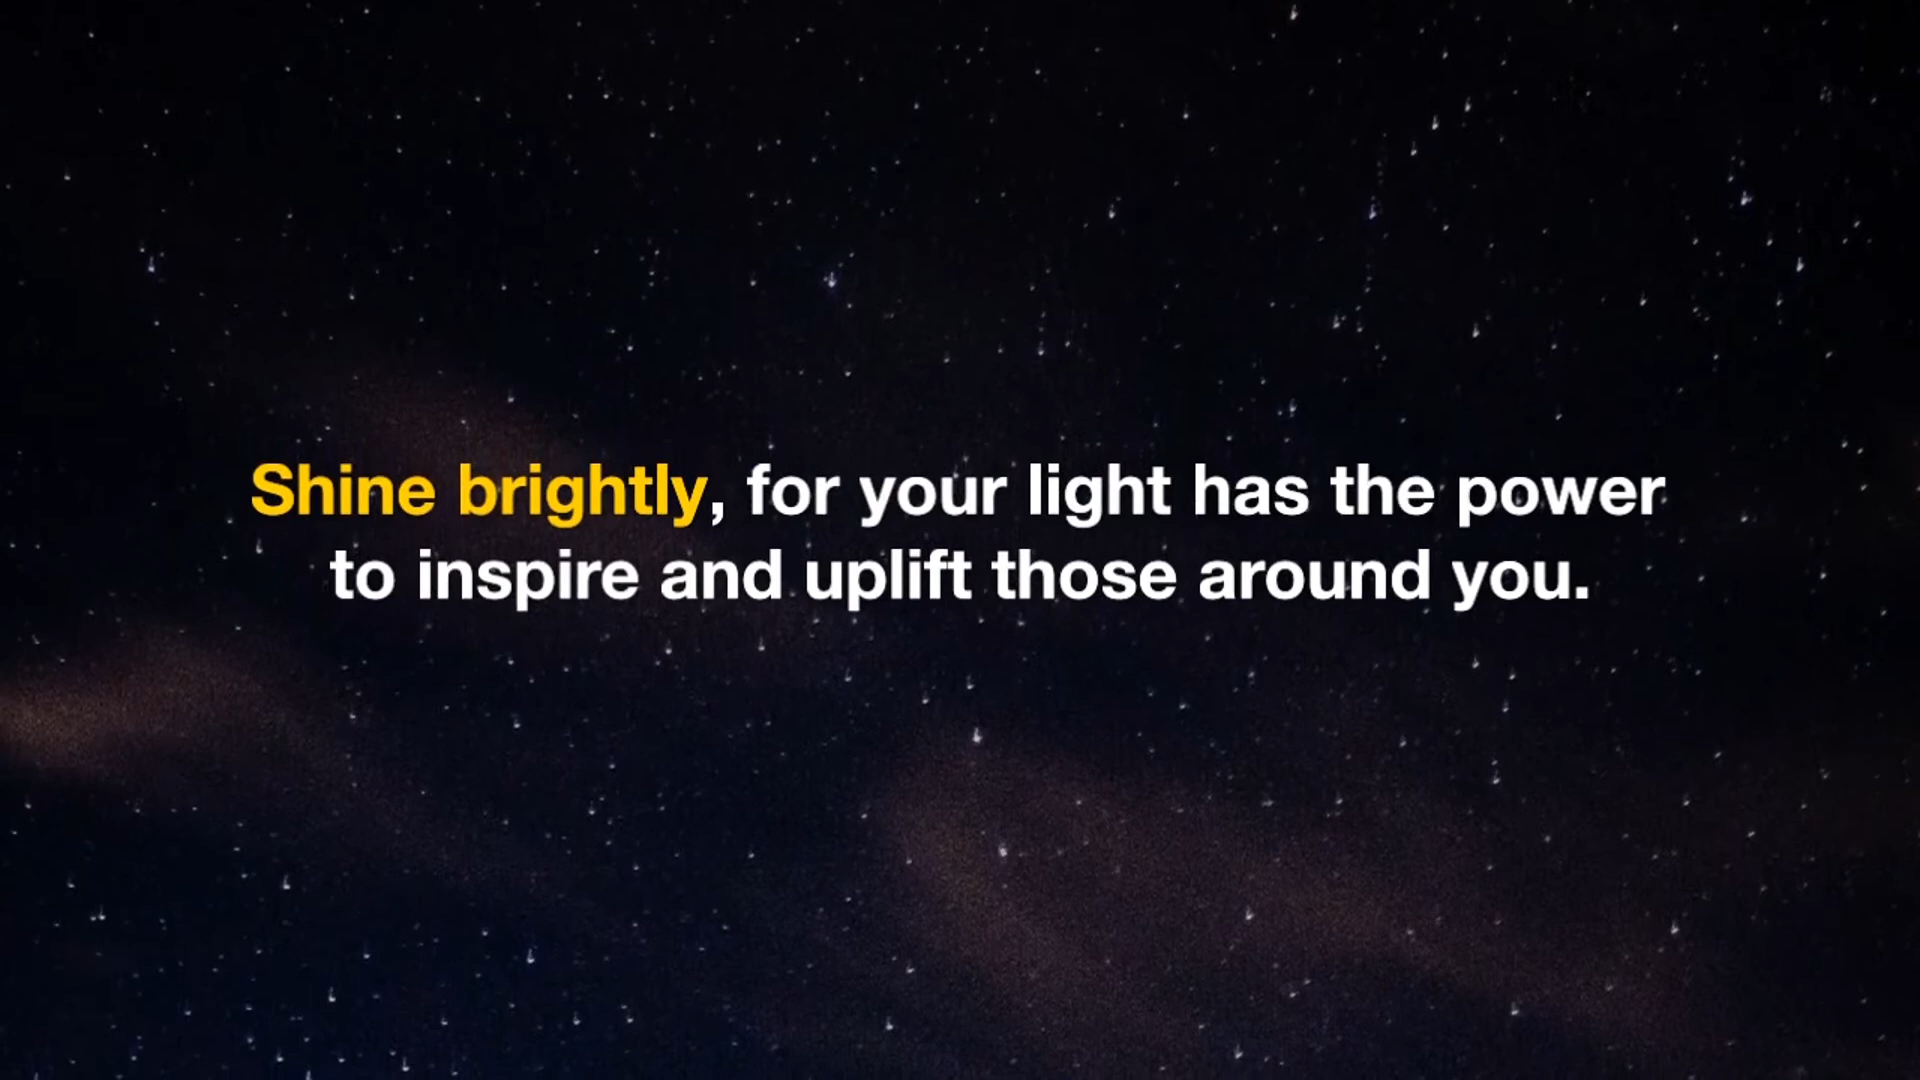 Shine brightly, for your light has the power
to inspire and uplift those around you.